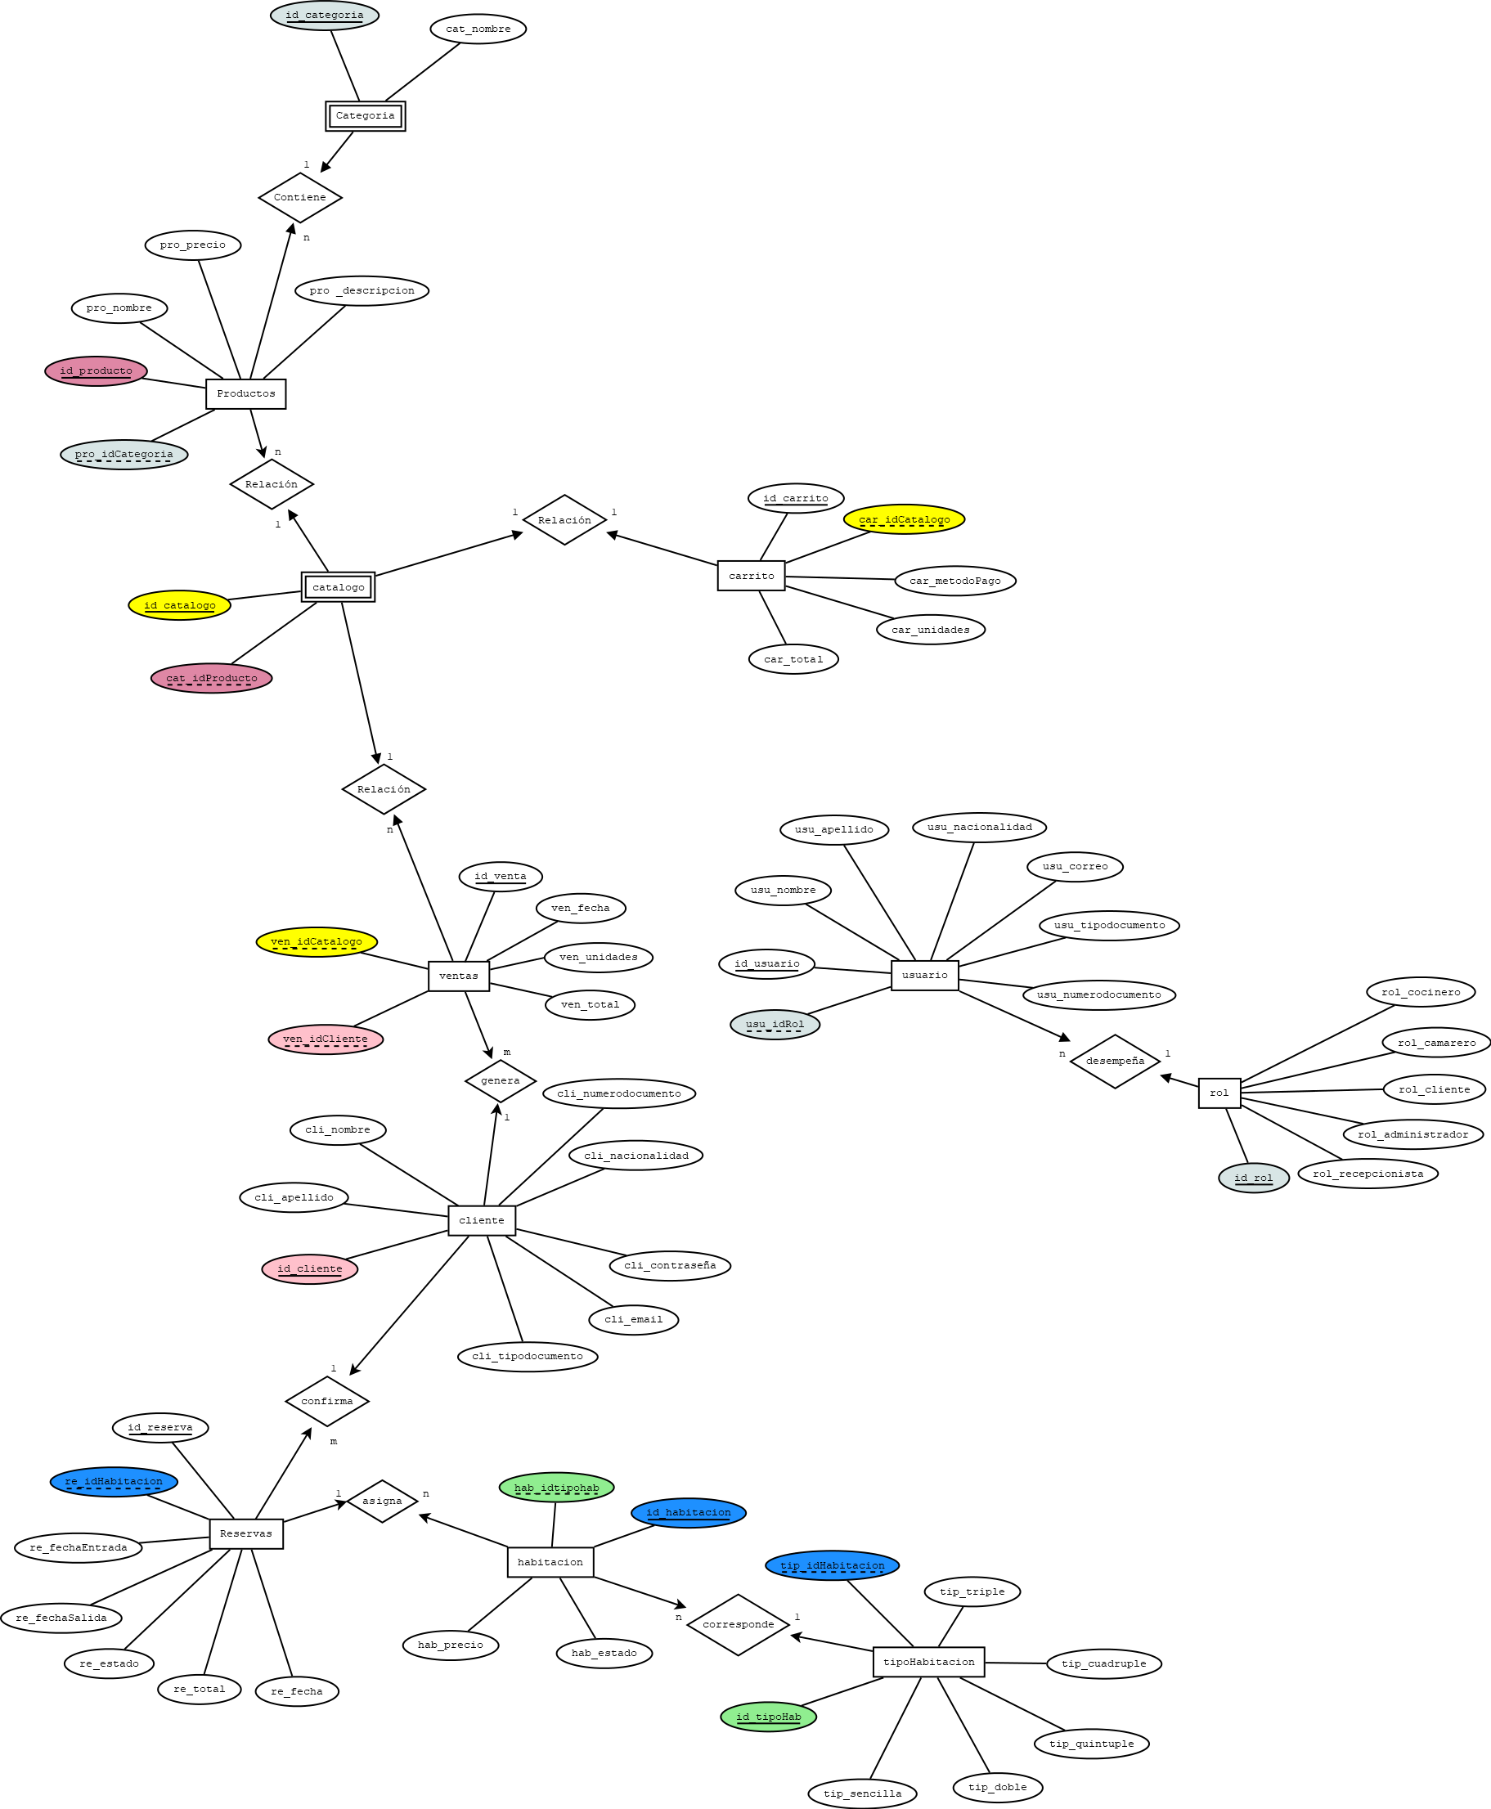 id_categoria
cat_nombre
Categoria
1
Contiene
n
pro_precio
pro _descripcion
pro_nombre
id_producto
Productos
pro_idCategoria
n
Relación
1
1
Relación
1
id_carrito
car_idCatalogo
carrito
car_metodoPago
car_unidades
car_total
catalogo
id_catalogo
cat_idProducto
1
Relación
n
id_venta
ven_fecha
ven_idCatalogo
ven_unidades
ventas
ven_total
ven_idCliente
m
genera
1
usu_apellido
usu_nacionalidad
usu_correo
usu_nombre
usu_tipodocumento
id_usuario
usuario
usu_numerodocumento
usu_idRol
n
desempeña
1
rol_cocinero
rol_camarero
rol_cliente
rol
rol_administrador
rol_recepcionista
id_rol
cli_numerodocumento
cli_nombre
cli_nacionalidad
cli_apellido
cliente
id_cliente
cli_contraseña
cli_email
cli_tipodocumento
1
confirma
m
id_reserva
re_idHabitacion
Reservas
re_fechaEntrada
re_fechaSalida
re_estado
re_total
re_fecha
1
asigna
n
hab_idtipohab
id_habitacion
habitacion
hab_precio
hab_estado
n
corresponde
1
tip_idHabitacion
tip_triple
tipoHabitacion
tip_cuadruple
id_tipoHab
tip_quintuple
tip_doble
tip_sencilla